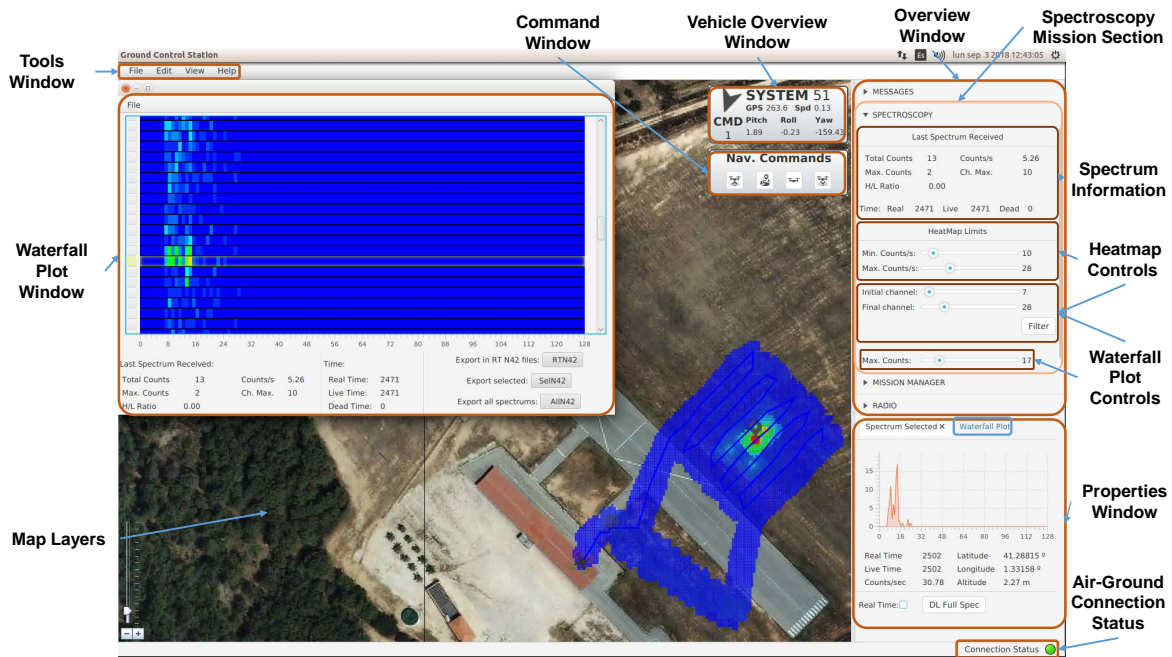 Command Window
Vehicle Overview Window
Overview Window
Spectroscopy Mission Section
Tools Window
Ground Control Station
Es
lun sep 3 2018 12:43:05
File Edit View Help
File
SYSTEM 51
GPS 263.6 Spd 0.13
CMD Pitch Roll Yaw
1 1.89 -0.23 -159.43
Nav. Commands
MESSAGES
SPECTROSCOPY
Last Spectrum Received
Total Counts 13 Counts/s 5.26
Max. Counts 2 Ch. Max. 10
H/L Ratio 0.00
Time: Real 2471 Live 2471 Dead 0
Spectrum Information
HeatMap Limits
Min. Counts/s: 10
Max. Counts/s: 28
Heatmap Controls
Initial channel: 7
Final channel: 28
Filter
Max. Counts: 17
Waterfall Plot Controls
MISSION MANAGER
RADIO
Waterfall Plot Window
0 8 16 24 32 40 48 56 64 72 80 88 96 104 112 120 128
Last Spectrum Received:
Total Counts 13 Counts/s 5.26
Max. Counts 2 Ch. Max. 10
H/L Ratio 0.00
Time:
Real Time: 2471
Live Time: 2471
Dead Time: 0
Export in RT N42 files: RTN42
Export selected: SelN42
Export all spectrums: AllN42
Spectrum Selected × Waterfall Plot
15
10
5
0
0 16 32 48 64 80 96 112 128
Real Time 2502 Latitude 41.28815 º
Live Time 2502 Longitude 1.33158 º
Counts/sec 30.78 Altitude 2.27 m
Real Time: DL Full Spec
Properties Window
Map Layers
Air-Ground Connection Status
Connection Status